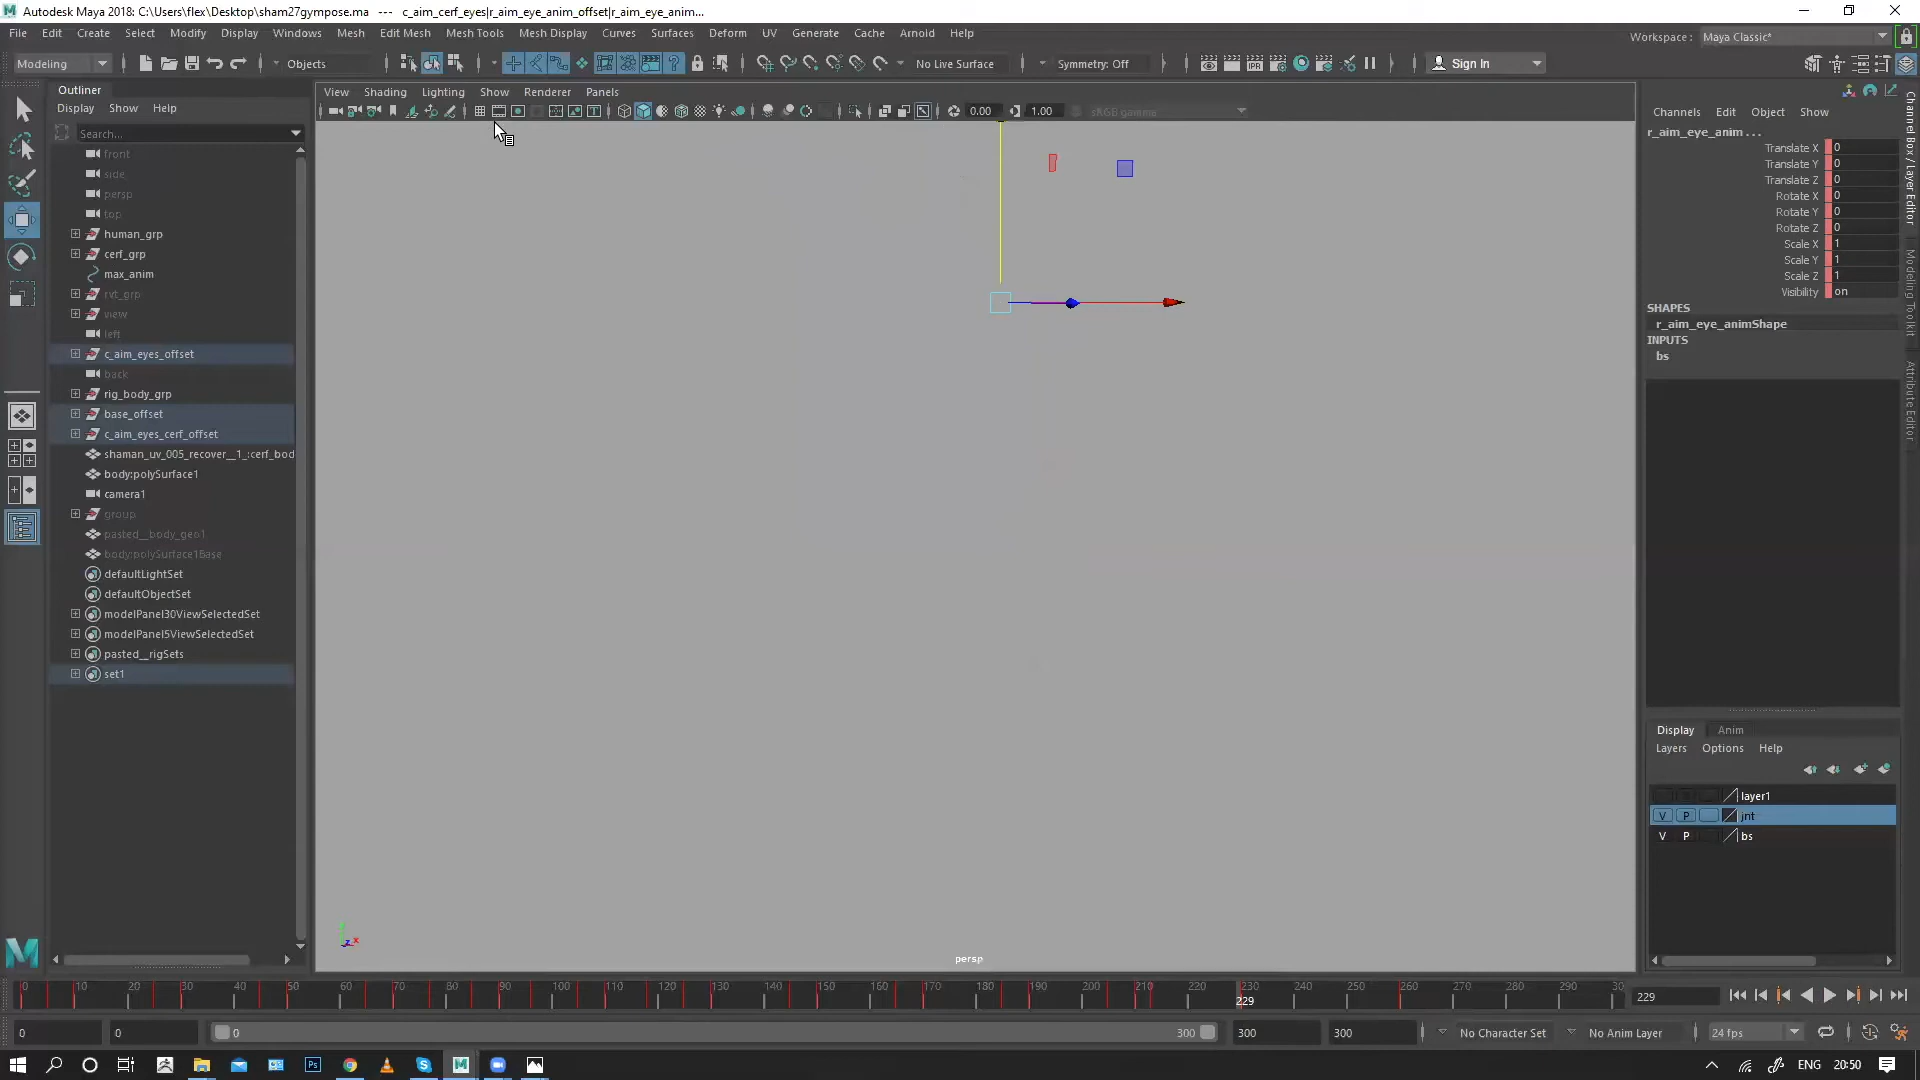 Autodesk Maya 2018: C:\Users\flex\Desktop\sham27gympose.ma --- c_aim_cerf_eyes|r_aim_eye_anim_offset|r_aim_eye_anim...
File Edit Create Select Modify Display Windows Mesh Edit Mesh Mesh Tools Mesh Display Curves Surfaces Deform UV Generate Cache Arnold Help
Workspace : Maya Classic*
Modeling Objects No Live Surface Symmetry: Off Sign In
Outliner
Display Show Help
Search...
front
side
persp
top
human_grp
cerf_grp
max_anim
rvt_grp
view
left
c_aim_eyes_offset
back
rig_body_grp
base_offset
c_aim_eyes_cerf_offset
shaman_uv_005_recover__1_:cerf_bod
body:polySurface1
camera1
group
pasted__body_geo1
body:polySurface1Base
defaultLightSet
defaultObjectSet
modelPanel30ViewSelectedSet
modelPanel5ViewSelectedSet
pasted__rigSets
set1
View Shading Lighting Show Renderer Panels
0.00 1.00 sRGB gamma
persp
Channels Edit Object Show
r_aim_eye_anim...
Translate X 0
Translate Y 0
Translate Z 0
Rotate X 0
Rotate Y 0
Rotate Z 0
Scale X 1
Scale Y 1
Scale Z 1
Visibility on
SHAPES
r_aim_eye_animShape
INPUTS
bs
Channel Box / Layer Editor
Modeling Toolkit
Attribute Editor
Display Anim
Layers Options Help
layer1
V P jnt
V P bs
0 10 20 30 40 50 60 70 80 90 100 110 120 130 140 150 160 170 180 190 200 210 220 229 240 250 260 270 280 290 30
229
0 0 0 300 300 300 No Character Set No Anim Layer 24 fps
ENG 20:50